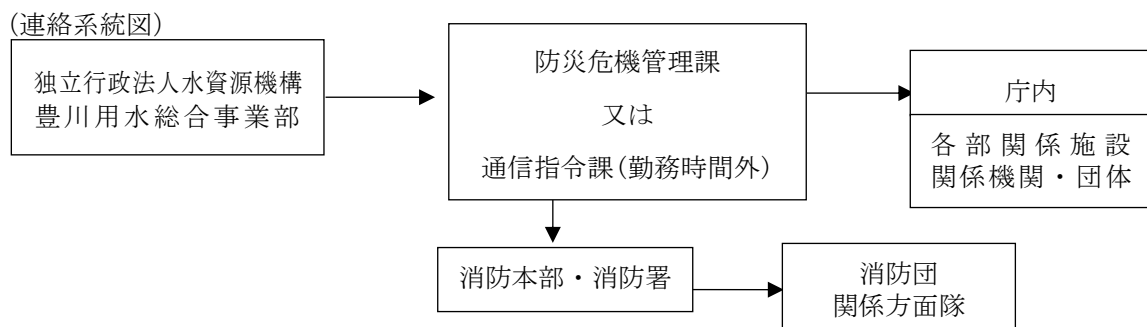 (連絡系統図)
独立行政法人水資源機構
豊川用水総合事業部
防災危機管理課
又は
通信指令課(勤務時間外)
庁内
各部関係施設
関係機関・団体
消防本部・消防署
消防団
関係方面隊